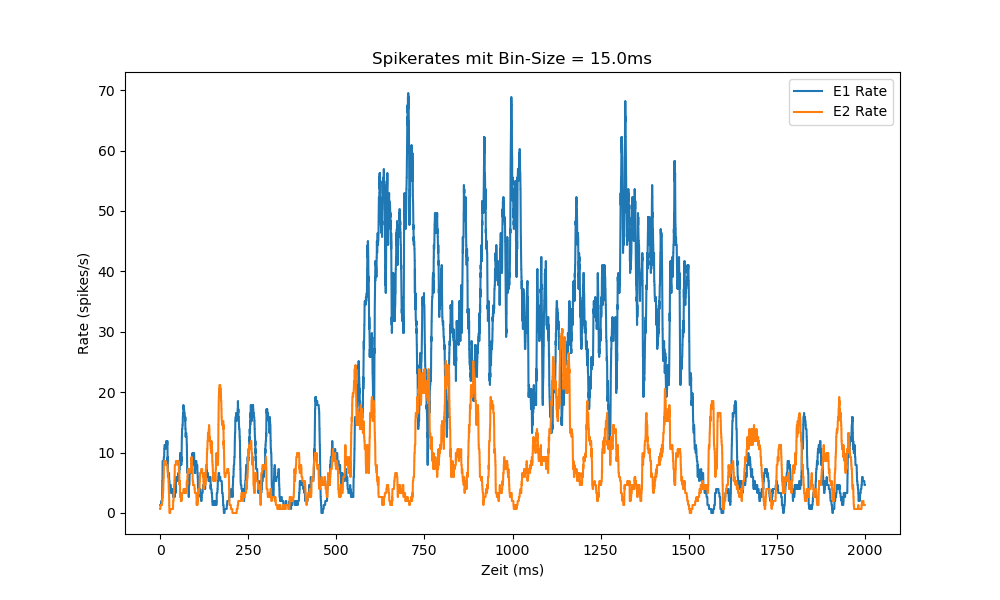 Spikerates mit Bin-Size = 15.0ms
E1 Rate
E2 Rate
Rate (spikes/s)
70
60
50
40
30
20
10
0
0 250 500 750 1000 1250 1500 1750 2000
Zeit (ms)